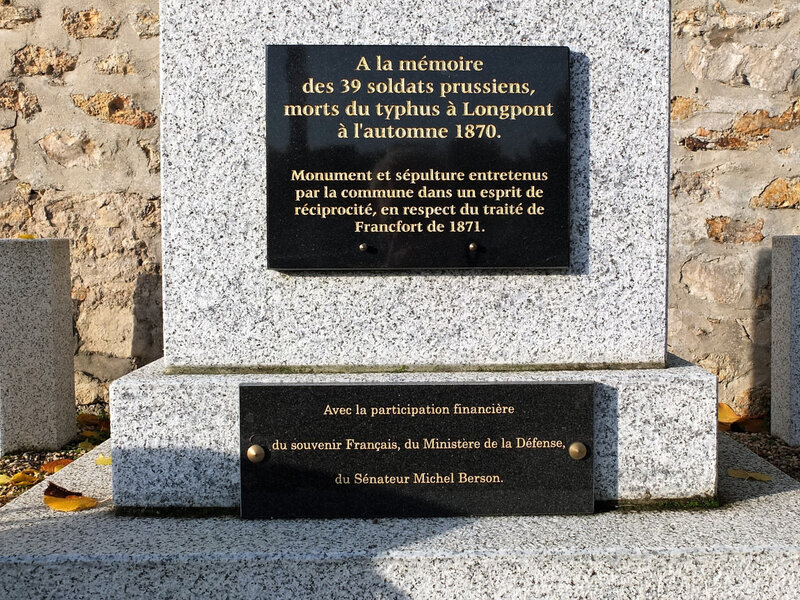 A la mémoire
des 39 soldats prussiens,
morts du typhus à Longpont
à l'automne 1870.
Monument et sépulture entretenus
par la commune dans un esprit de
réciprocité, en respect du traité de
Francfort de 1871.
Avec la participation financière
du souvenir Français, du Ministère de la Défense,
du Sénateur Michel Berson.